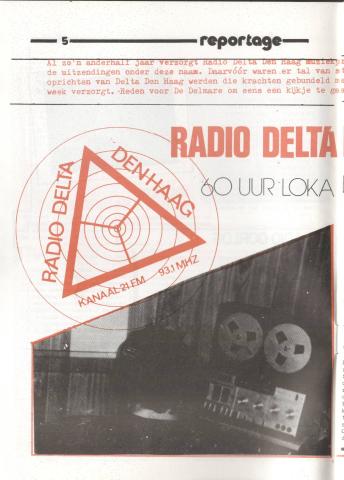 5 reportage
Al zo'n anderhalf jaar verzorgt Radio Delta Den Haag muziekp
de uitzendingen onder deze naam. Daarvóór waren er tal van
oprichten van Delta Den Haag werden die krachten gebundeld
week verzorgt. Reden voor De Delmare om eens een kijkje te
RADIO DELTA
60 UUR LOKA
RADIO-DELTA
DEN-HAAG
KANAAL 21 FM 93.1 MHZ